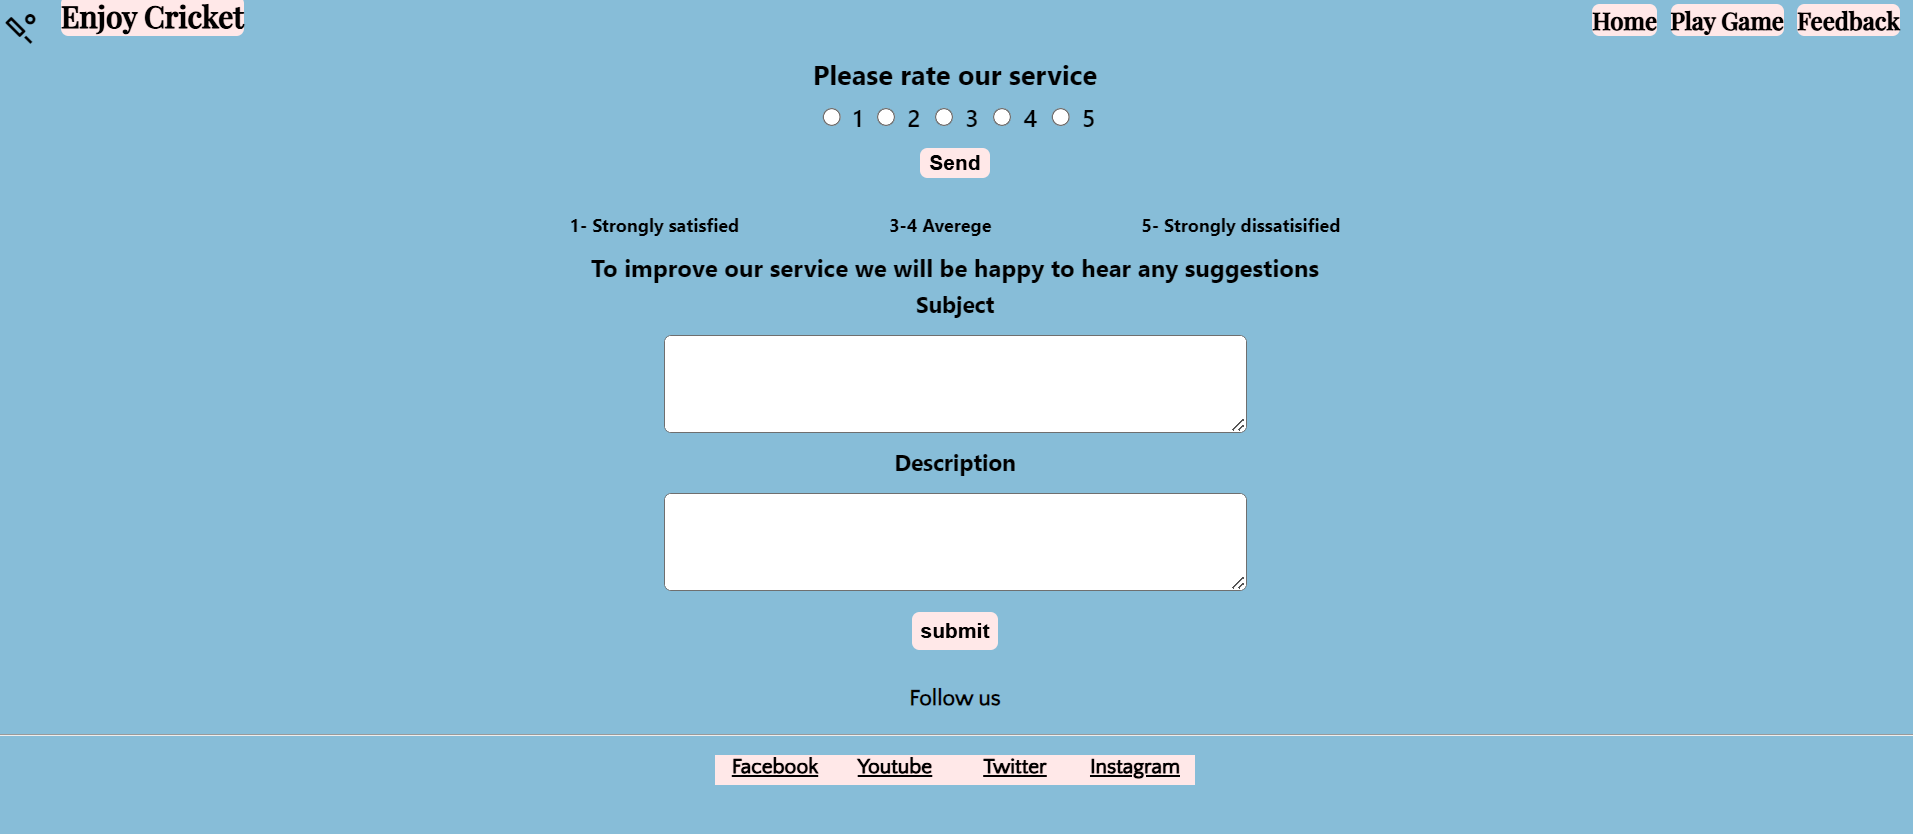 Enjoy Cricket Home Play Game Feedback
Please rate our service
1 2 3 4 5
Send
1- Strongly satisfied 3-4 Averege 5- Strongly dissatisified
To improve our service we will be happy to hear any suggestions
Subject
Description
submit
Follow us
Facebook Youtube Twitter Instagram